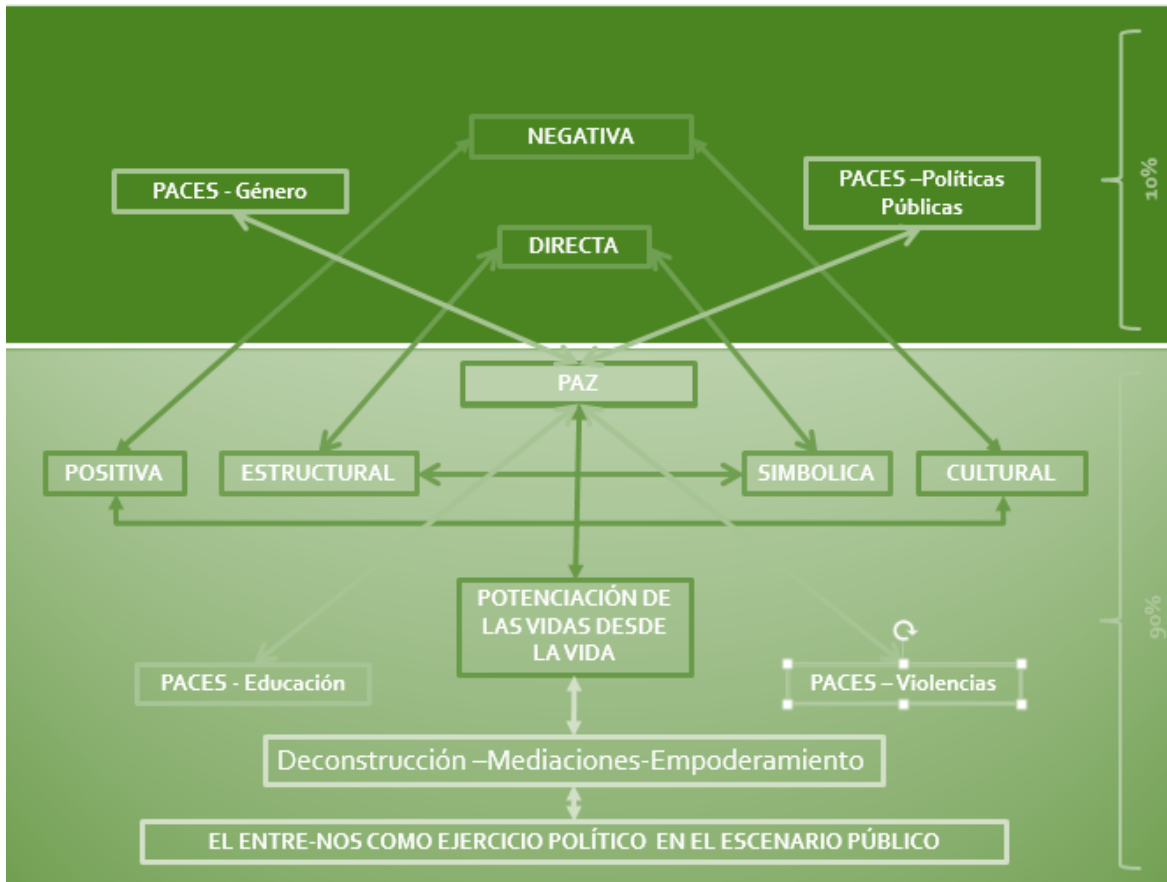 NEGATIVA
10%
PACES - Género
PACES –Políticas
Públicas
DIRECTA
PAZ
POSITIVA
ESTRUCTURAL
SIMBOLICA
CULTURAL
POTENCIACIÓN DE
LAS VIDAS DESDE
LA VIDA
90%
PACES - Educación
PACES – Violencias
Deconstrucción –Mediaciones-Empoderamiento
EL ENTRE-NOS COMO EJERCICIO POLÍTICO EN EL ESCENARIO PÚBLICO